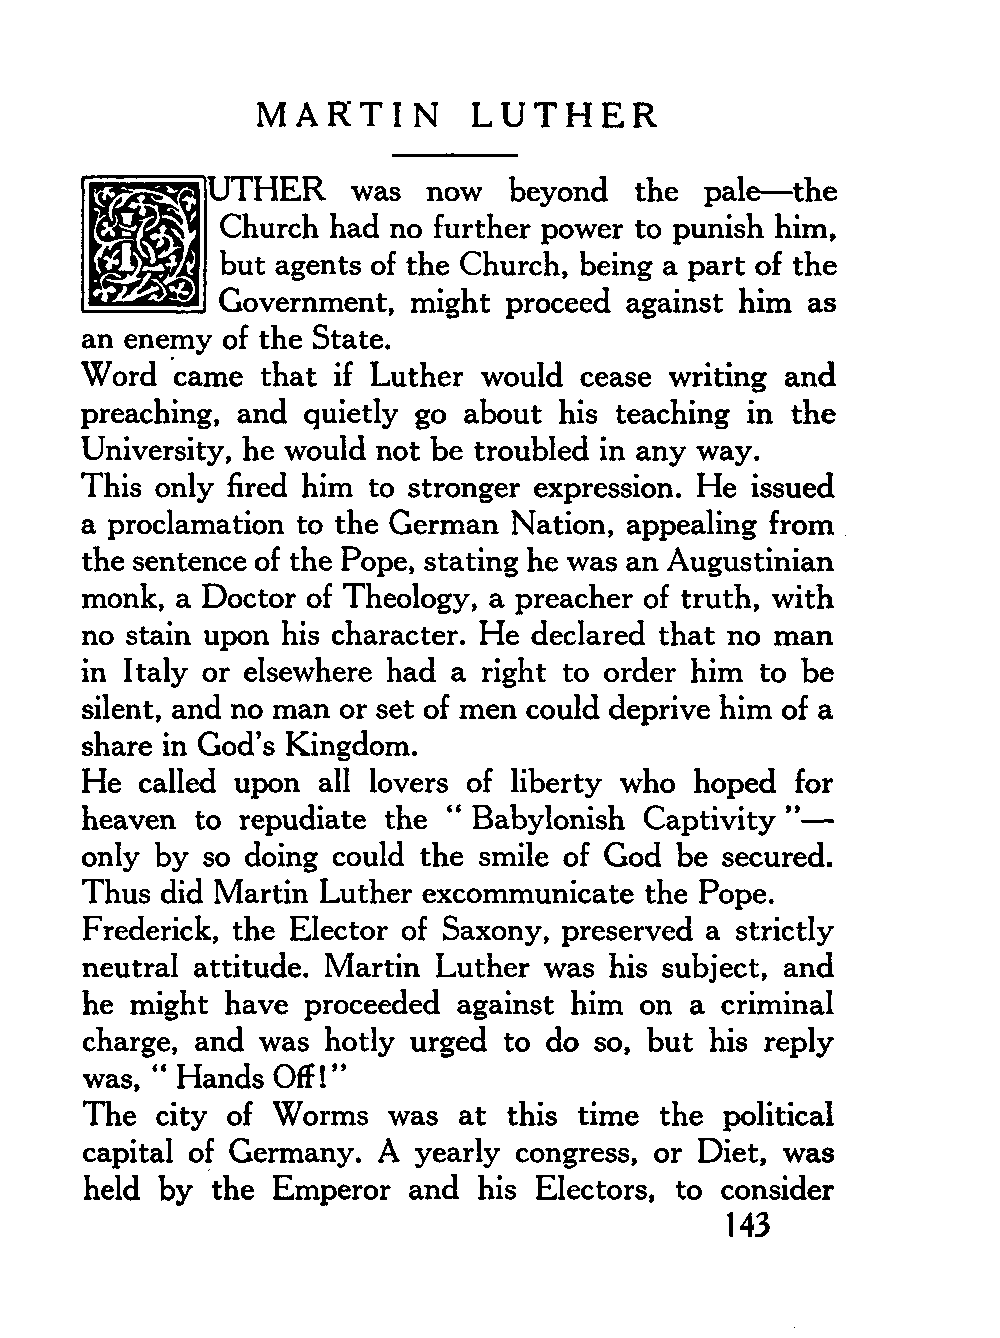 MARTIN LUTHER
LUTHER was now beyond the pale—the
Church had no further power to punish him,
but agents of the Church, being a part of the
Government, might proceed against him as
an enemy of the State.
Word came that if Luther would cease writing and
preaching, and quietly go about his teaching in the
University, he would not be troubled in any way.
This only fired him to stronger expression. He issued
a proclamation to the German Nation, appealing from
the sentence of the Pope, stating he was an Augustinian
monk, a Doctor of Theology, a preacher of truth, with
no stain upon his character. He declared that no man
in Italy or elsewhere had a right to order him to be
silent, and no man or set of men could deprive him of a
share in God's Kingdom.
He called upon all lovers of liberty who hoped for
heaven to repudiate the “ Babylonish Captivity ”—
only by so doing could the smile of God be secured.
Thus did Martin Luther excommunicate the Pope.
Frederick, the Elector of Saxony, preserved a strictly
neutral attitude. Martin Luther was his subject, and
he might have proceeded against him on a criminal
charge, and was hotly urged to do so, but his reply
was, “ Hands Off!”
The city of Worms was at this time the political
capital of Germany. A yearly congress, or Diet, was
held by the Emperor and his Electors, to consider
143